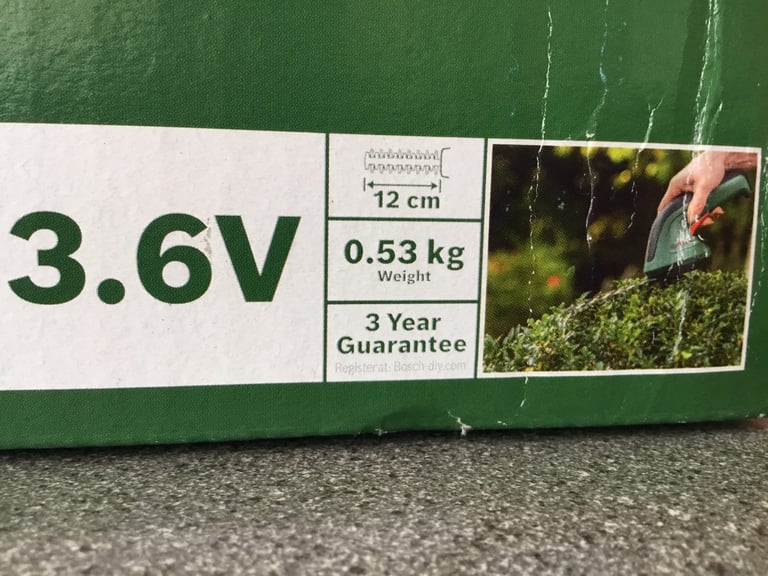 3.6V
12 cm
0.53 kg
Weight
3 Year
Guarantee
Register at: Bosch-diy.com